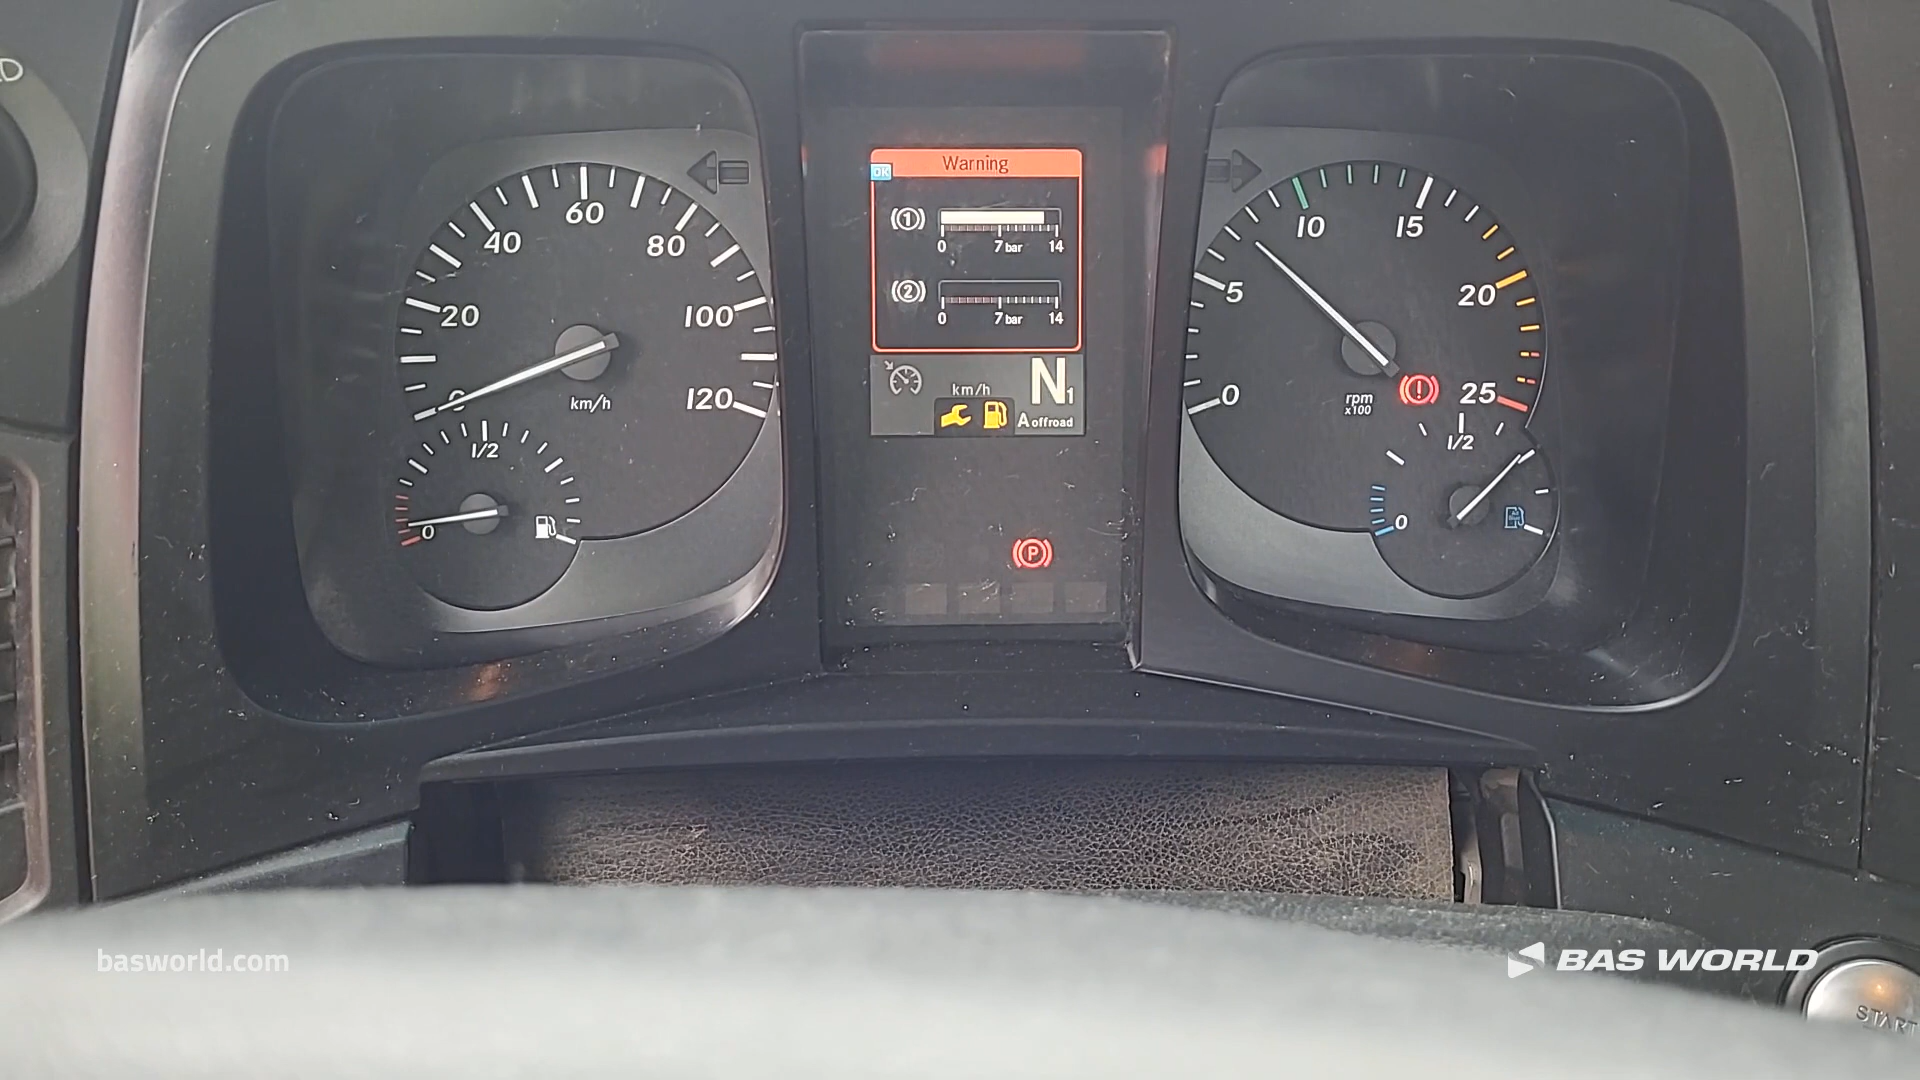 D
0
20
40
60
80
100
120
km/h
0
1/2
OK
Warning
1
0
7 bar
14
2
0
7 bar
14
km/h
N1
A offroad
P
0
5
10
15
20
25
rpm
x100
0
1/2
basworld.com
BAS WORLD
START